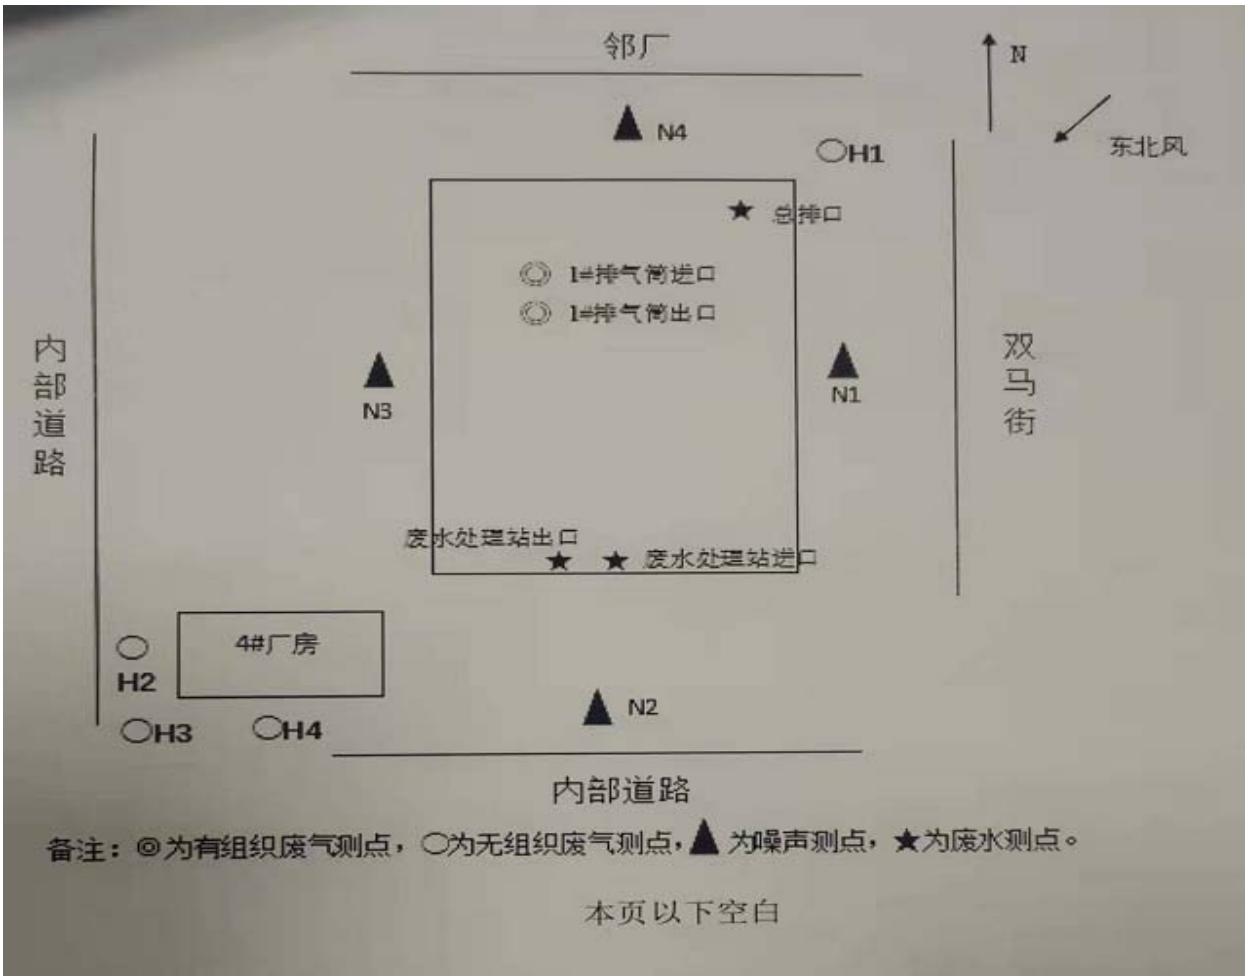 邻厂
N
N4
H1
东北风
总排口
1#排气筒进口
1#排气筒出口
内部道路
双马街
N3
N1
废水处理站出口
废水处理站进口
4#厂房
H2
N2
H3
H4
内部道路
备注：◎为有组织废气测点，○为无组织废气测点，▲为噪声测点，★为废水测点。
本页以下空白